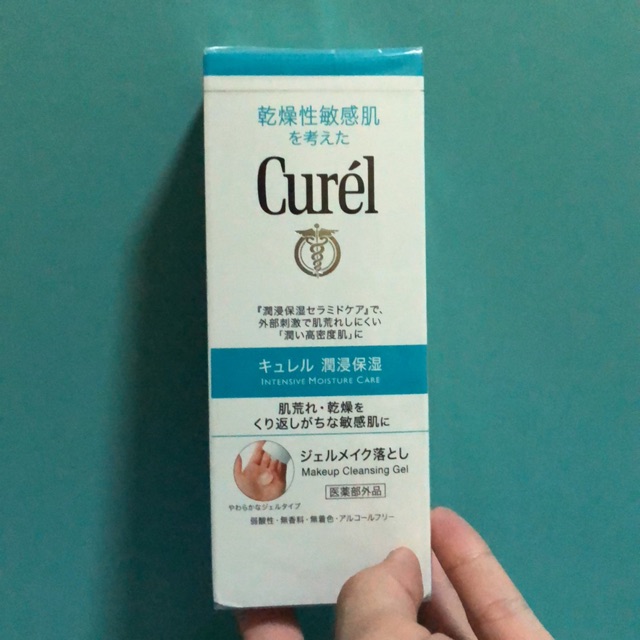 乾燥性敏感肌
を考えた
Curél
『潤浸保湿セラミドケア』で、
外部刺激で肌荒れしにくい
「潤い高密度肌」に
キュレル 潤浸保湿
INTENSIVE MOISTURE CARE
肌荒れ・乾燥を
くり返しがちな敏感肌に
ジェルメイク落とし
Makeup Cleansing Gel
医薬部外品
やわらかなジェルタイプ
弱酸性・無香料・無着色・アルコールフリー